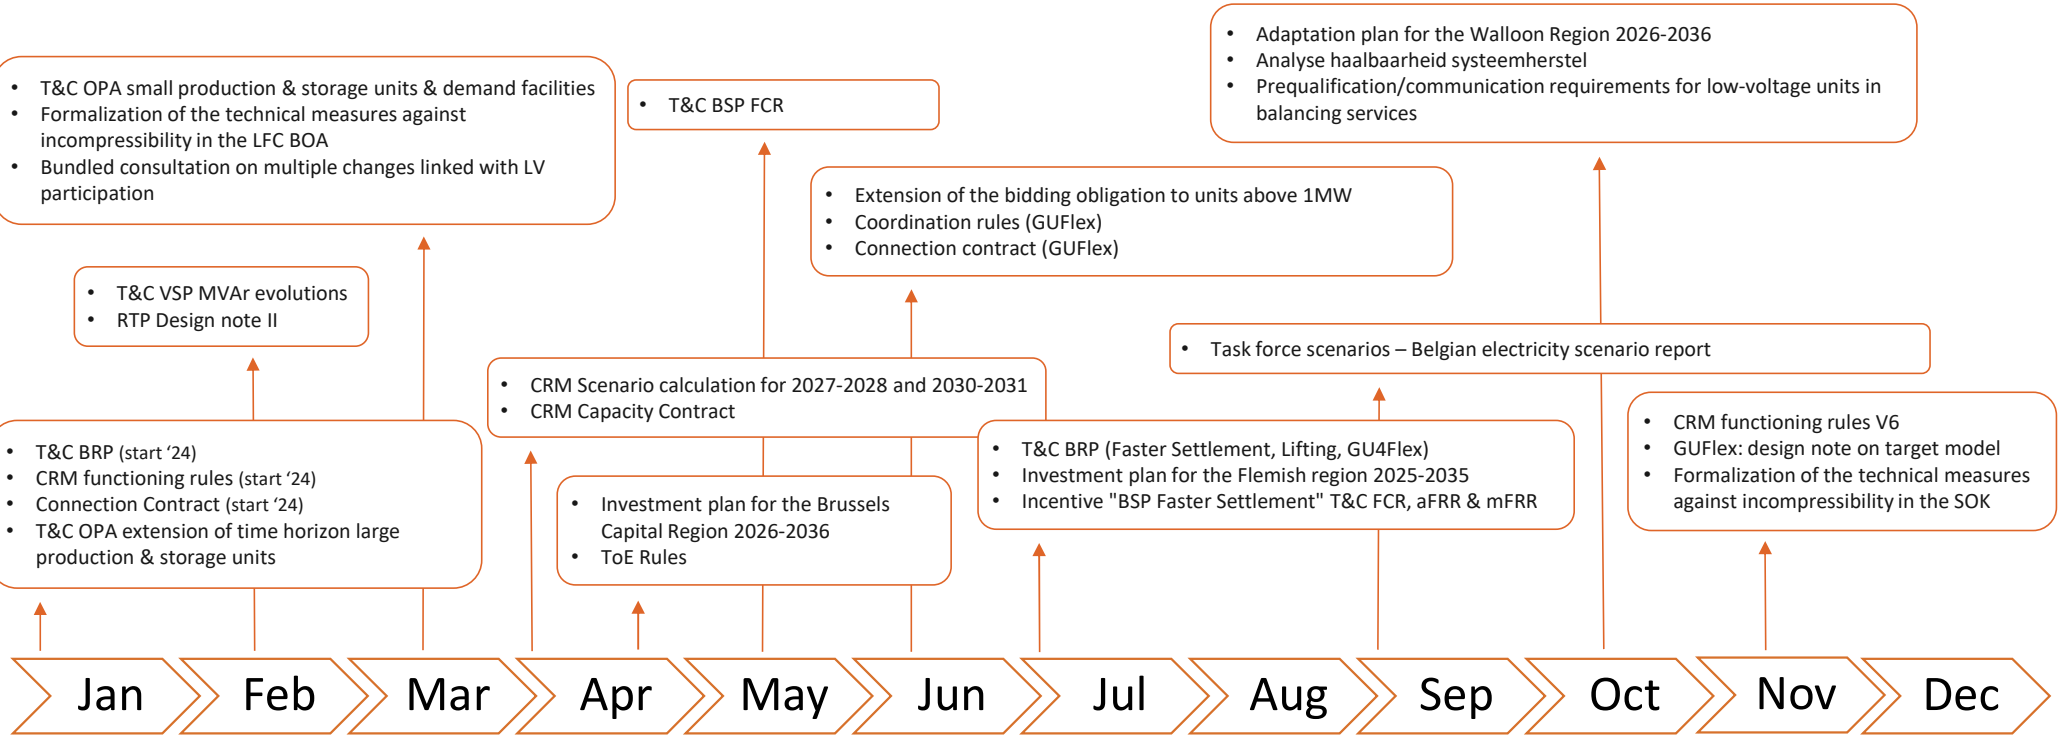 • Adaptation plan for the Walloon Region 2026-2036
• Analyse haalbaarheid systeemherstel
• Prequalification/communication requirements for low-voltage units in
balancing services
• T&C OPA small production & storage units & demand facilities
• Formalization of the technical measures against
incompressibility in the LFC BOA
• Bundled consultation on multiple changes linked with LV
participation
• T&C BSP FCR
• Extension of the bidding obligation to units above 1MW
• Coordination rules (GUFlex)
• Connection contract (GUFlex)
• T&C VSP MVAr evolutions
• RTP Design note II
• Task force scenarios – Belgian electricity scenario report
• CRM Scenario calculation for 2027-2028 and 2030-2031
• CRM Capacity Contract
• T&C BRP (start ‘24)
• CRM functioning rules (start ‘24)
• Connection Contract (start ‘24)
• T&C OPA extension of time horizon large
production & storage units
• Investment plan for the Brussels
Capital Region 2026-2036
• ToE Rules
• T&C BRP (Faster Settlement, Lifting, GU4Flex)
• Investment plan for the Flemish region 2025-2035
• Incentive "BSP Faster Settlement" T&C FCR, aFRR & mFRR
• CRM functioning rules V6
• GUFlex: design note on target model
• Formalization of the technical measures
against incompressibility in the SOK
Jan Feb Mar Apr May Jun Jul Aug Sep Oct Nov Dec